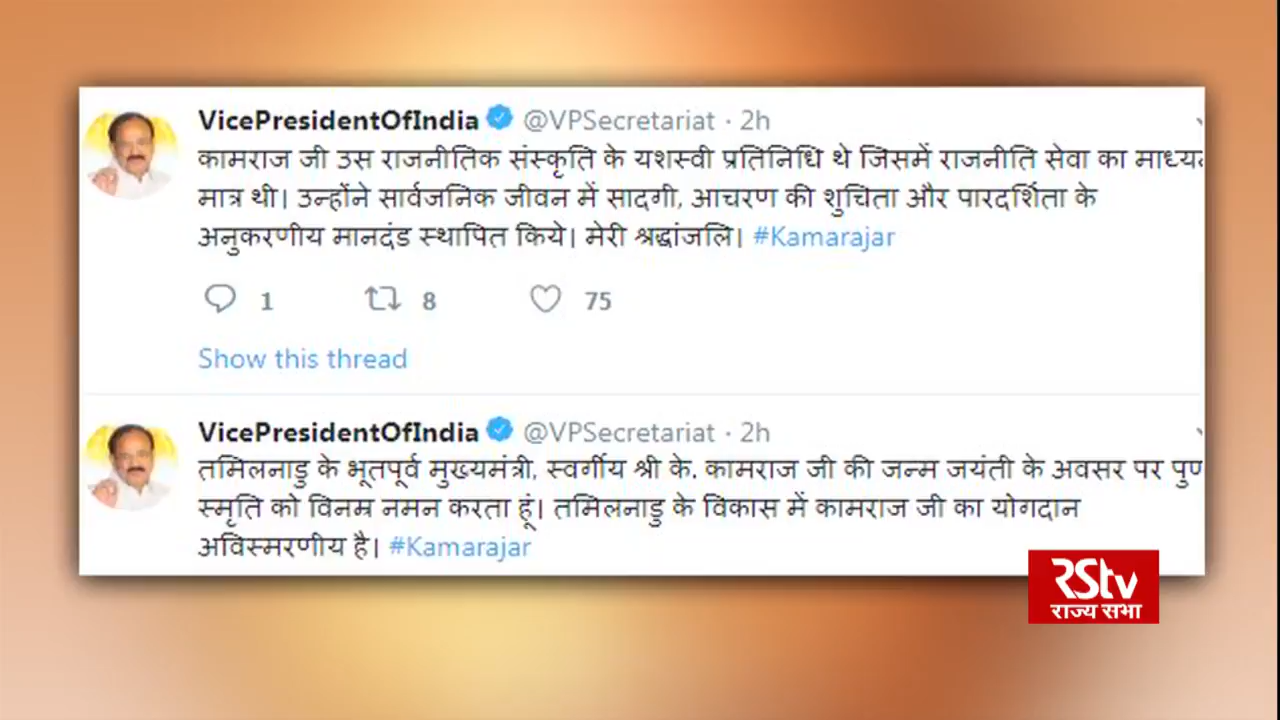 VicePresidentOfIndia @VPSecretariat · 2h
कामराज जी उस राजनीतिक संस्कृति के यशस्वी प्रतिनिधि थे जिसमें राजनीति सेवा का
मात्र थी। उन्होंने सार्वजनिक जीवन में सादगी, आचरण की शुचिता और पारदर्शिता के
अनुकरणीय मानदंड स्थापित किये। मेरी श्रद्धांजलि। #Kamarajar
1 8 75
Show this thread
VicePresidentOfIndia @VPSecretariat · 2h
तमिलनाडु के भूतपूर्व मुख्यमंत्री, स्वर्गीय श्री के. कामराज जी की जन्म जयंती के अवसर पर
स्मृति को विनम्र नमन करता हूं। तमिलनाडु के विकास में कामराज जी का योगदान
अविस्मरणीय है। #Kamarajar
RStv
राज्य सभा